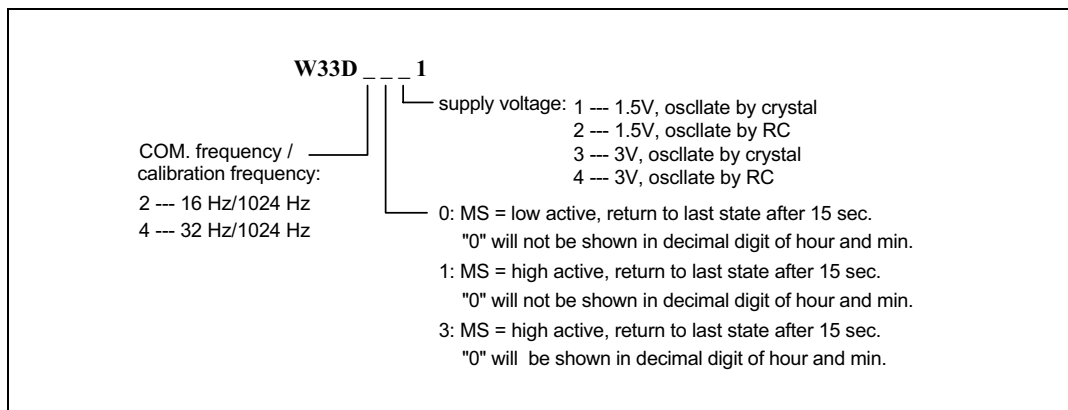 W33D _ _ _ 1
supply voltage: 1 --- 1.5V, oscllate by crystal
2 --- 1.5V, oscllate by RC
3 --- 3V, oscllate by crystal
4 --- 3V, oscllate by RC
COM. frequency /
calibration frequency:
2 --- 16 Hz/1024 Hz
4 --- 32 Hz/1024 Hz
0: MS = low active, return to last state after 15 sec.
"0" will not be shown in decimal digit of hour and min.
1: MS = high active, return to last state after 15 sec.
"0" will not be shown in decimal digit of hour and min.
3: MS = high active, return to last state after 15 sec.
"0" will  be shown in decimal digit of hour and min.